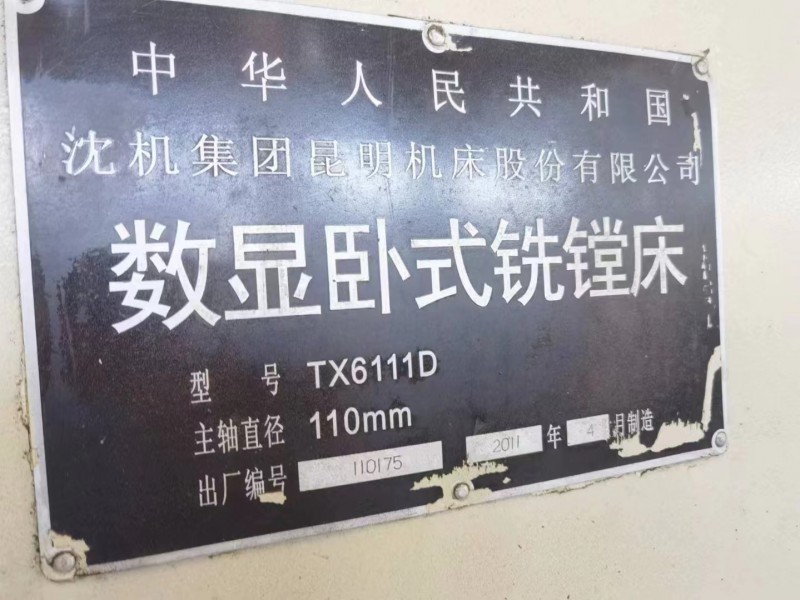 中华人民共和国
沈机集团昆明机床股份有限公司
数显卧式铣镗床
型号 TX6111D
主轴直径 110mm
出厂编号 110175 2011 年 4 月制造